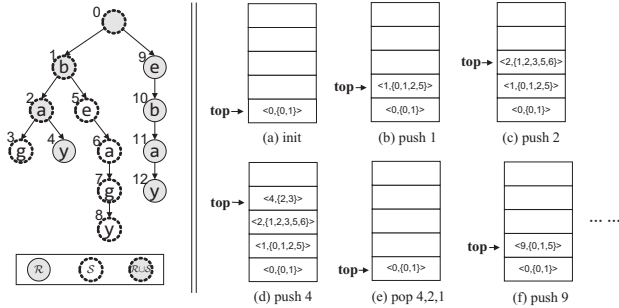 0
1 b
9 e
2 a
5 e
10 b
3 g
4 y
6 a
11 a
7 g
12 y
8 y
R
S
R∪S
top
<0,{0,1}>
(a) init
top
<1,{0,1,2,5}>
<0,{0,1}>
(b) push 1
top
<2,{1,2,3,5,6}>
<1,{0,1,2,5}>
<0,{0,1}>
(c) push 2
top
<4,{2,3}>
<2,{1,2,3,5,6}>
<1,{0,1,2,5}>
<0,{0,1}>
(d) push 4
top
<0,{0,1}>
(e) pop 4,2,1
top
<9,{0,1,5}>
<0,{0,1}>
(f) push 9
... ...